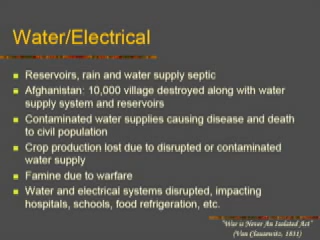 Water/Electrical
Reservoirs, rain and water supply septic
Afghanistan: 10,000 village destroyed along with water
supply system and reservoirs
Contaminated water supplies causing disease and death
to civil population
Crop production lost due to disrupted or contaminated
water supply
Famine due to warfare
Water and electrical systems disrupted, impacting
hospitals, schools, food refrigeration, etc.
"War is Never An Isolated Act"
(Von Clausewitz, 1831)